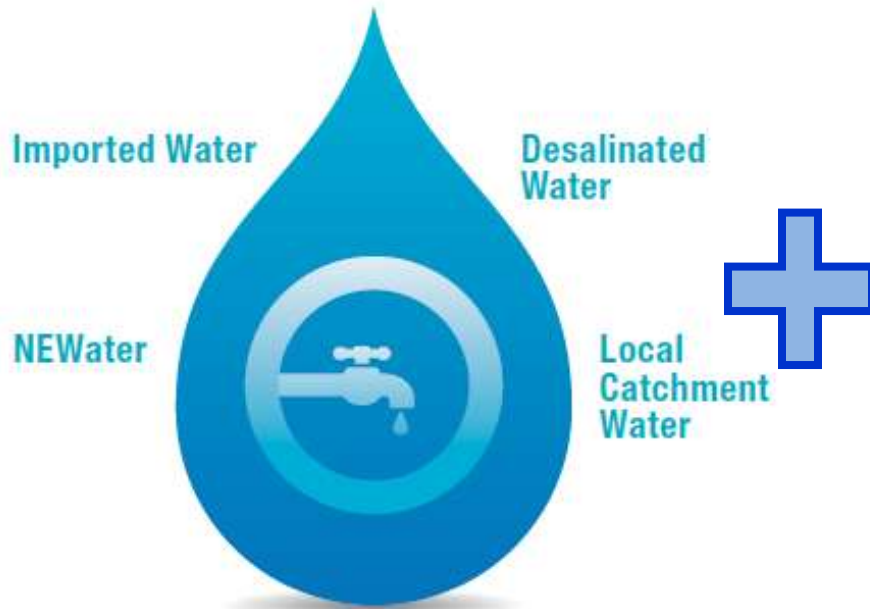 Imported Water
Desalinated
Water
NEWater
Local
Catchment
Water